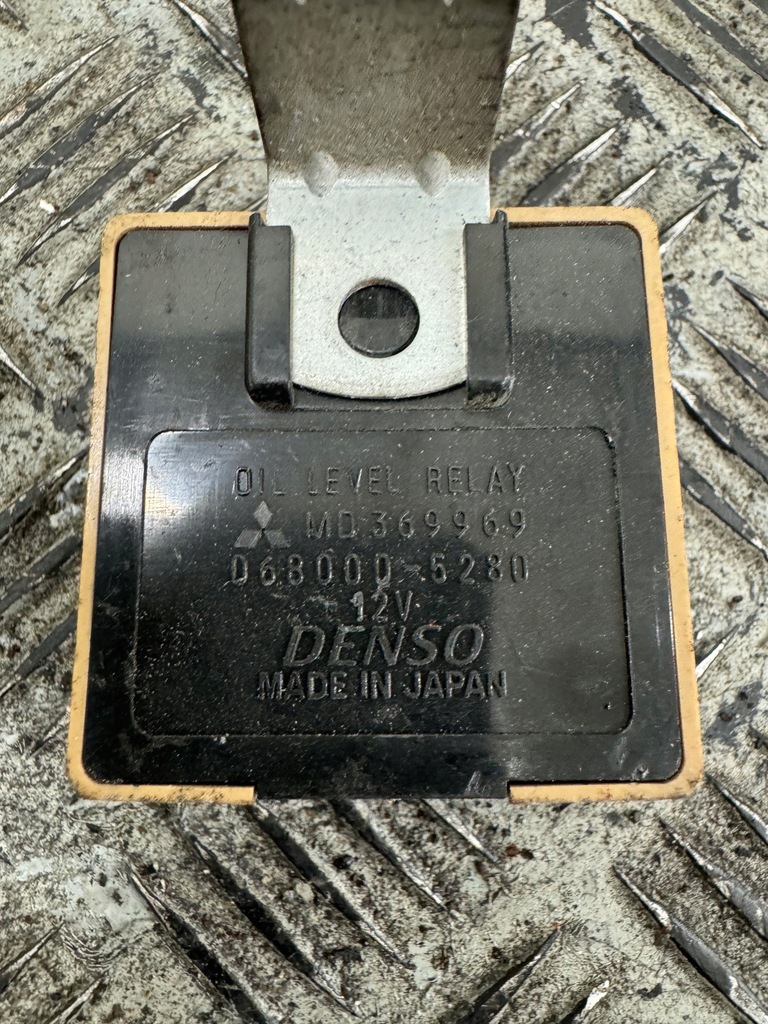 OIL LEVEL RELAY
MD369969
068000-5280
12V
DENSO
MADE IN JAPAN